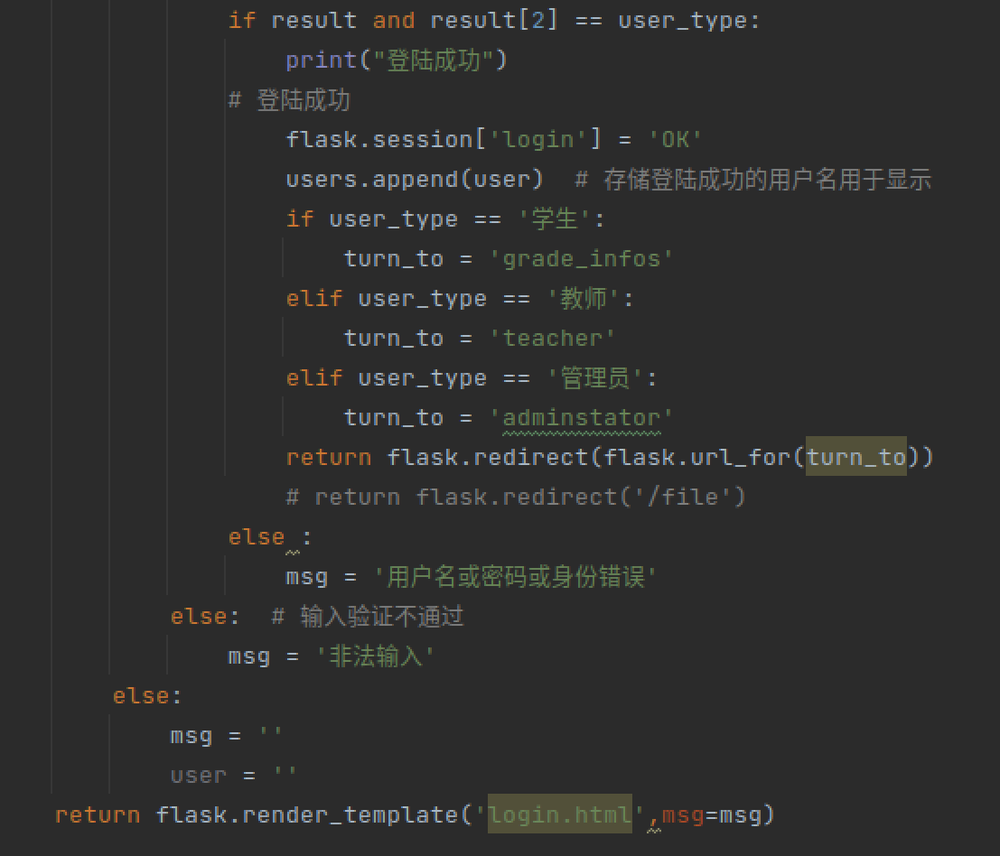 if result and result[2] == user_type:
print("登陆成功")
# 登陆成功
flask.session['login'] = 'OK'
users.append(user)  # 存储登陆成功的用户名用于显示
if user_type == '学生':
turn_to = 'grade_infos'
elif user_type == '教师':
turn_to = 'teacher'
elif user_type == '管理员':
turn_to = 'adminstator'
return flask.redirect(flask.url_for(turn_to))
# return flask.redirect('/file')
else :
msg = '用户名或密码或身份错误'
else:  # 输入验证不通过
msg = '非法输入'
else:
msg = ''
user = ''
return flask.render_template('login.html',msg=msg)